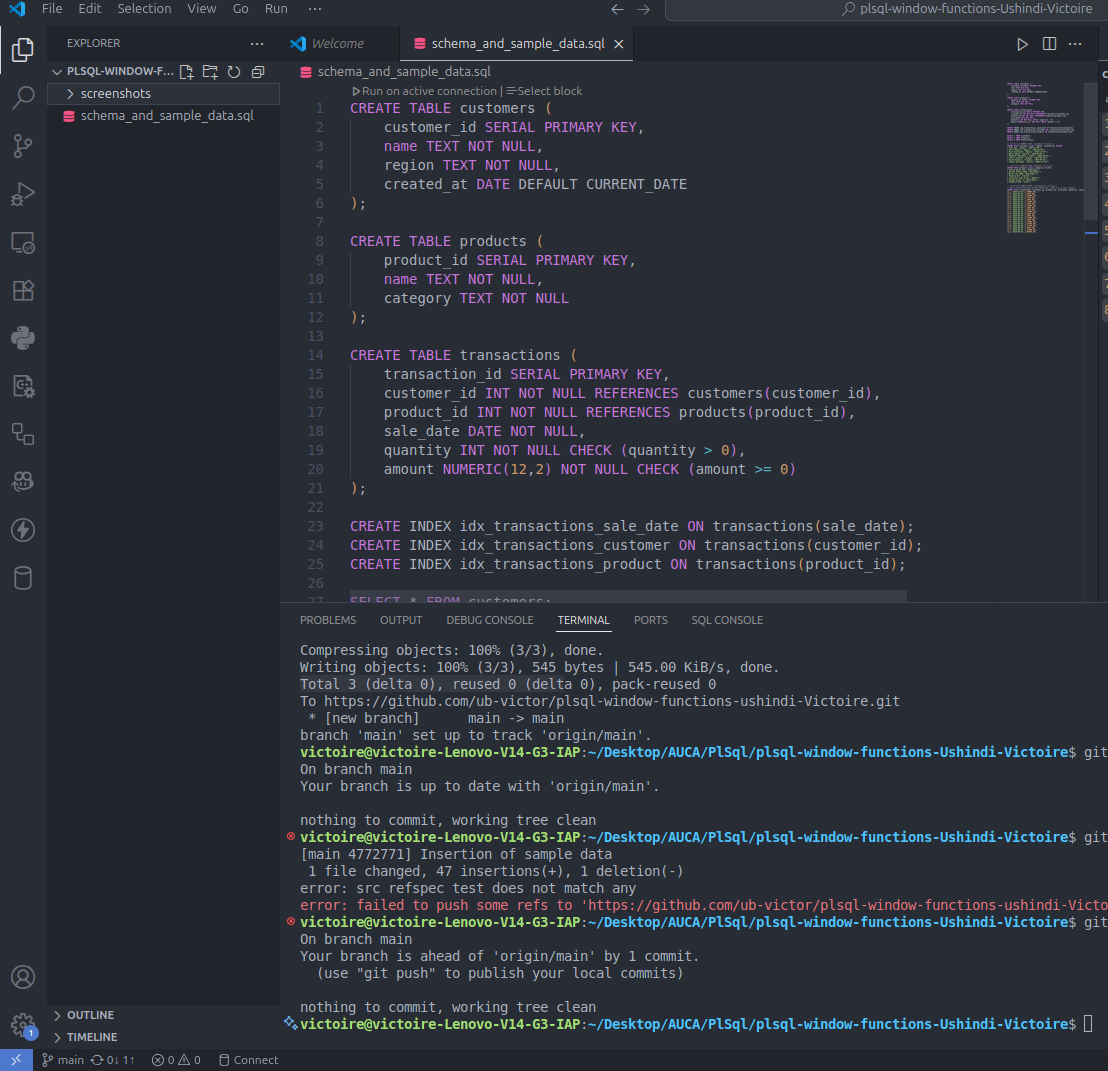 File Edit Selection View Go Run ···
plsql-window-functions-Ushindi-Victoire
EXPLORER ···
Welcome
schema_and_sample_data.sql
PLSQL-WINDOW-F...
screenshots
schema_and_sample_data.sql
schema_and_sample_data.sql
Run on active connection | Select block
1 CREATE TABLE customers (
2 customer_id SERIAL PRIMARY KEY,
3 name TEXT NOT NULL,
4 region TEXT NOT NULL,
5 created_at DATE DEFAULT CURRENT_DATE
6 );
7
8 CREATE TABLE products (
9 product_id SERIAL PRIMARY KEY,
10 name TEXT NOT NULL,
11 category TEXT NOT NULL
12 );
13
14 CREATE TABLE transactions (
15 transaction_id SERIAL PRIMARY KEY,
16 customer_id INT NOT NULL REFERENCES customers(customer_id),
17 product_id INT NOT NULL REFERENCES products(product_id),
18 sale_date DATE NOT NULL,
19 quantity INT NOT NULL CHECK (quantity > 0),
20 amount NUMERIC(12,2) NOT NULL CHECK (amount >= 0)
21 );
22
23 CREATE INDEX idx_transactions_sale_date ON transactions(sale_date);
24 CREATE INDEX idx_transactions_customer ON transactions(customer_id);
25 CREATE INDEX idx_transactions_product ON transactions(product_id);
26
27 SELECT * FROM customers;
PROBLEMS OUTPUT DEBUG CONSOLE TERMINAL PORTS SQL CONSOLE
Compressing objects: 100% (3/3), done.
Writing objects: 100% (3/3), 545 bytes | 545.00 KiB/s, done.
Total 3 (delta 0), reused 0 (delta 0), pack-reused 0
To https://github.com/ub-victor/plsql-window-functions-ushindi-Victoire.git
* [new branch] main -> main
branch 'main' set up to track 'origin/main'.
victoire@victoire-Lenovo-V14-G3-IAP:~/Desktop/AUCA/PlSql/plsql-window-functions-Ushindi-Victoire$ git
On branch main
Your branch is up to date with 'origin/main'.
nothing to commit, working tree clean
victoire@victoire-Lenovo-V14-G3-IAP:~/Desktop/AUCA/PlSql/plsql-window-functions-Ushindi-Victoire$ git
[main 4772771] Insertion of sample data
1 file changed, 47 insertions(+), 1 deletion(-)
error: src refspec test does not match any
error: failed to push some refs to 'https://github.com/ub-victor/plsql-window-functions-ushindi-Victo
victoire@victoire-Lenovo-V14-G3-IAP:~/Desktop/AUCA/PlSql/plsql-window-functions-Ushindi-Victoire$ git
On branch main
Your branch is ahead of 'origin/main' by 1 commit.
(use "git push" to publish your local commits)
nothing to commit, working tree clean
victoire@victoire-Lenovo-V14-G3-IAP:~/Desktop/AUCA/PlSql/plsql-window-functions-Ushindi-Victoire$
OUTLINE
TIMELINE
1
main 0↓ 1↑ 0 0 Connect